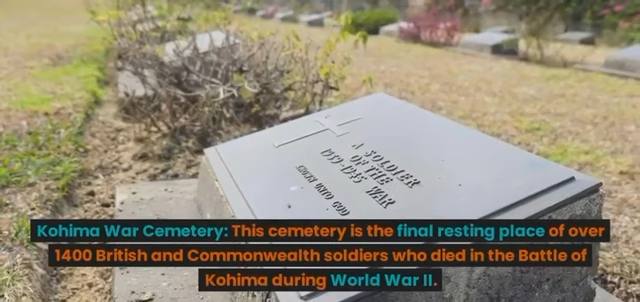 A SOLDIER
OF THE
1939-1945 WAR
KNOWN UNTO GOD
Kohima War Cemetery: This cemetery is the final resting place of over
1400 British and Commonwealth soldiers who died in the Battle of
Kohima during World War II.